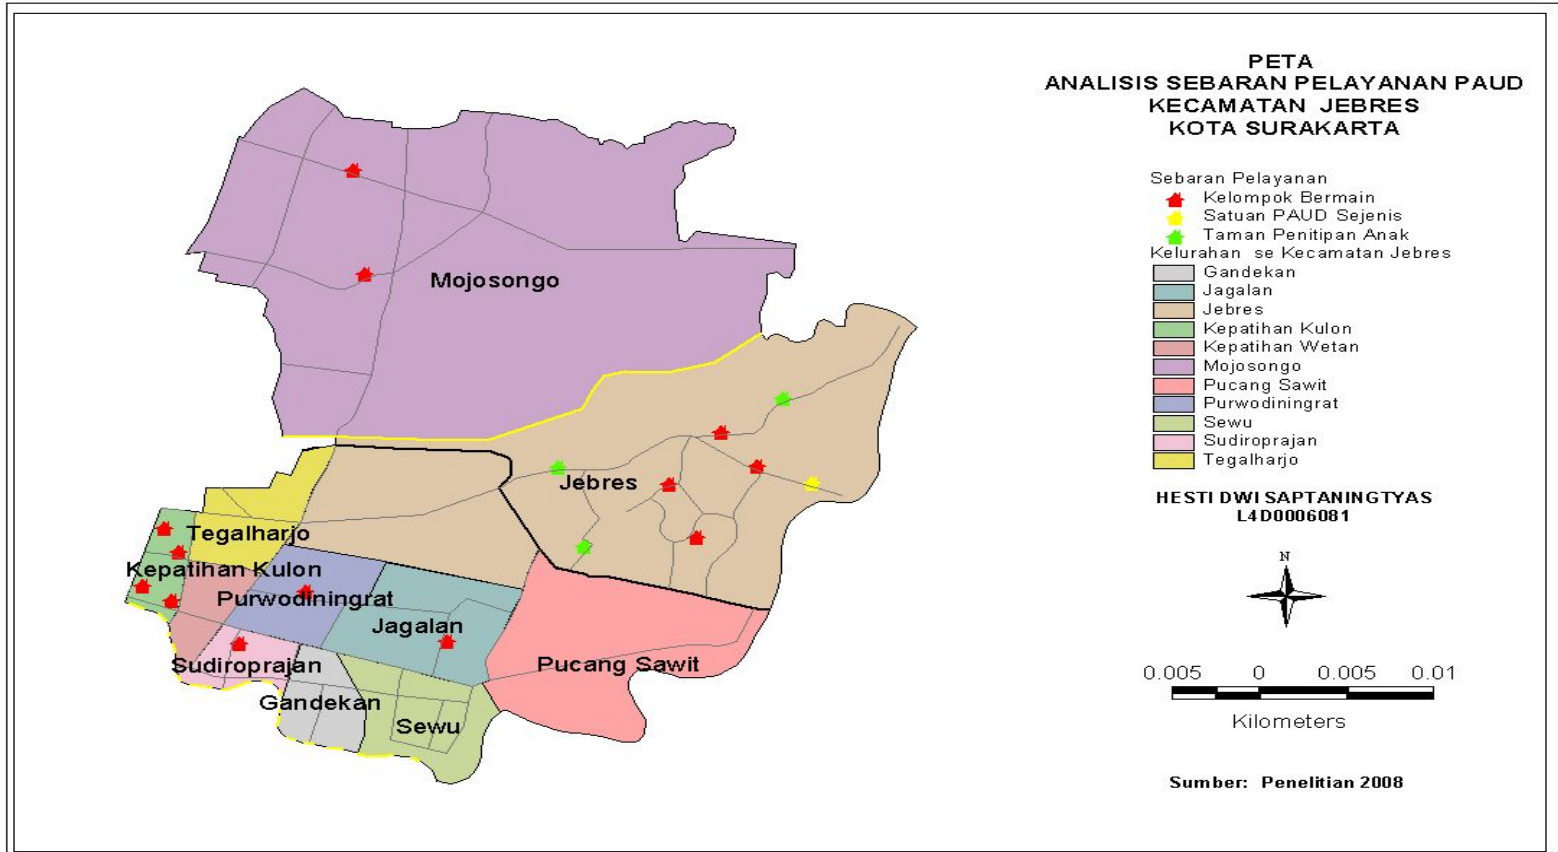 PETA
ANALISIS SEBARAN PELAYANAN PAUD
KECAMATAN JEBRES
KOTA SURAKARTA
Sebaran Pelayanan
Kelompok Bermain
Satuan PAUD Sejenis
Taman Penitipan Anak
Kelurahan se Kecamatan Jebres
Gandekan
Jagalan
Jebres
Kepatihan Kulon
Kepatihan Wetan
Mojosongo
Pucang Sawit
Purwodiningrat
Sewu
Sudiroprajan
Tegalharjo
HESTI DWI SAPTANINGTYAS
L4D0006081
N
0.005 0 0.005 0.01
Kilometers
Sumber: Penelitian 2008
Mojosongo
Jebres
Tegalharjo
Kepatihan Kulon
Purwodiningrat
Jagalan
Sudiroprajan
Pucang Sawit
Gandekan
Sewu